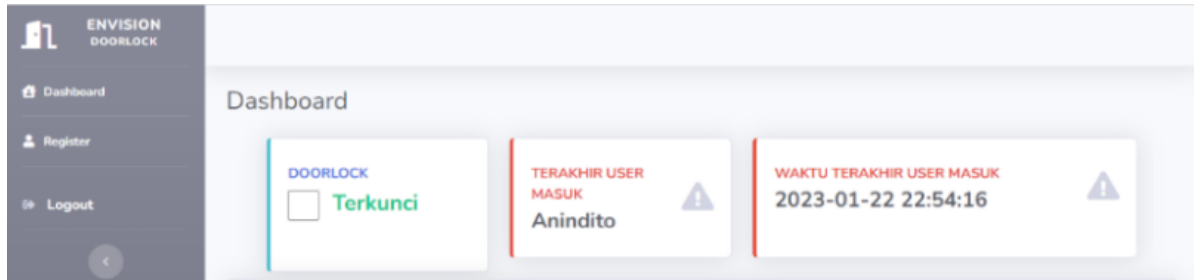 ENVISION
DOORLOCK
Dashboard
Register
Logout
Dashboard
DOORLOCK
Terkunci
TERAKHIR USER
MASUK
Anindito
WAKTU TERAKHIR USER MASUK
2023-01-22 22:54:16